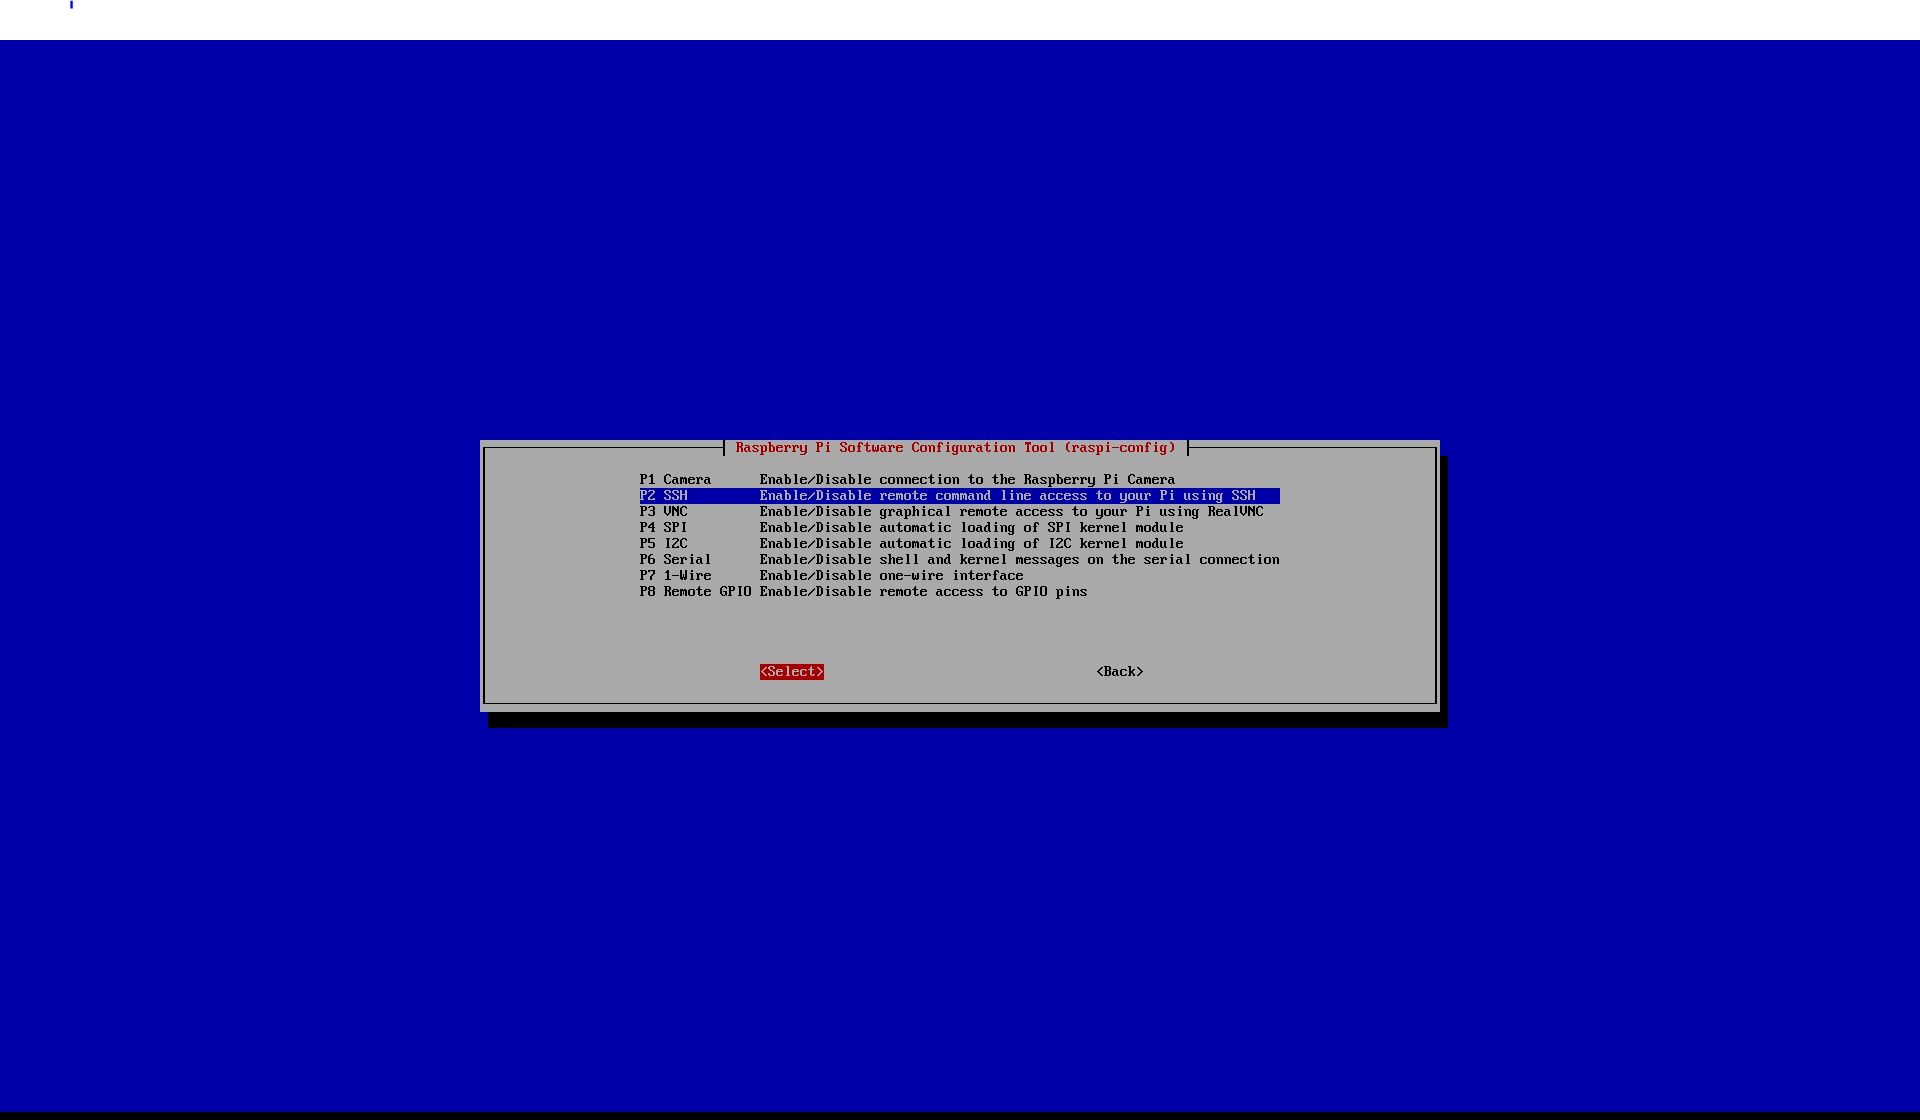 Raspberry Pi Software Configuration Tool (raspi-config)
P1 Camera Enable/Disable connection to the Raspberry Pi Camera
P2 SSH Enable/Disable remote command line access to your Pi using SSH
P3 VNC Enable/Disable graphical remote access to your Pi using RealVNC
P4 SPI Enable/Disable automatic loading of SPI kernel module
P5 I2C Enable/Disable automatic loading of I2C kernel module
P6 Serial Enable/Disable shell and kernel messages on the serial connection
P7 1-Wire Enable/Disable one-wire interface
P8 Remote GPIO Enable/Disable remote access to GPIO pins
<Select> <Back>